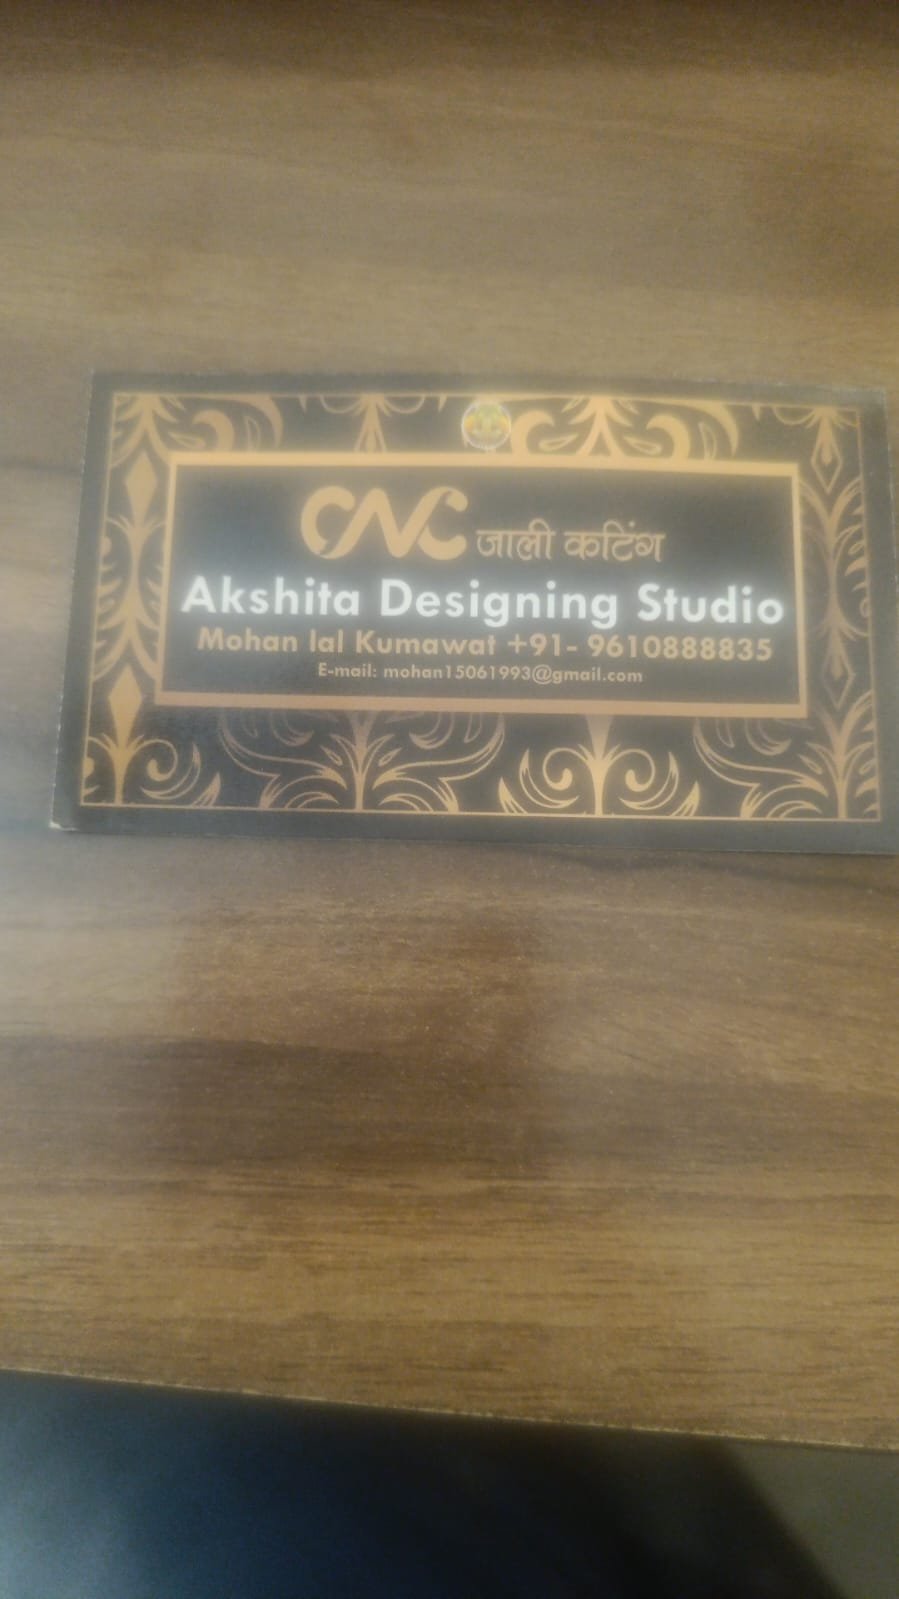 CNC जाली कटिंग
Akshita Designing Studio
Mohan lal Kumawat +91- 9610888835
E-mail: mohan15061993@gmail.com